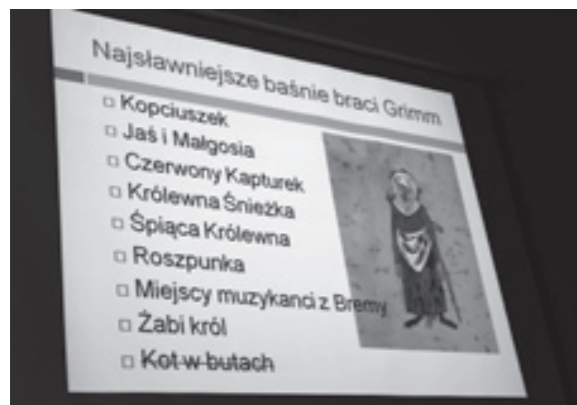 Najsławniejsze baśnie braci Grimm
Kopciuszek
Jaś i Małgosia
Czerwony Kapturek
Królewna Śnieżka
Śpiąca Królewna
Roszpunka
Miejscy muzykanci z Bremy
Żabi król
Kot w butach